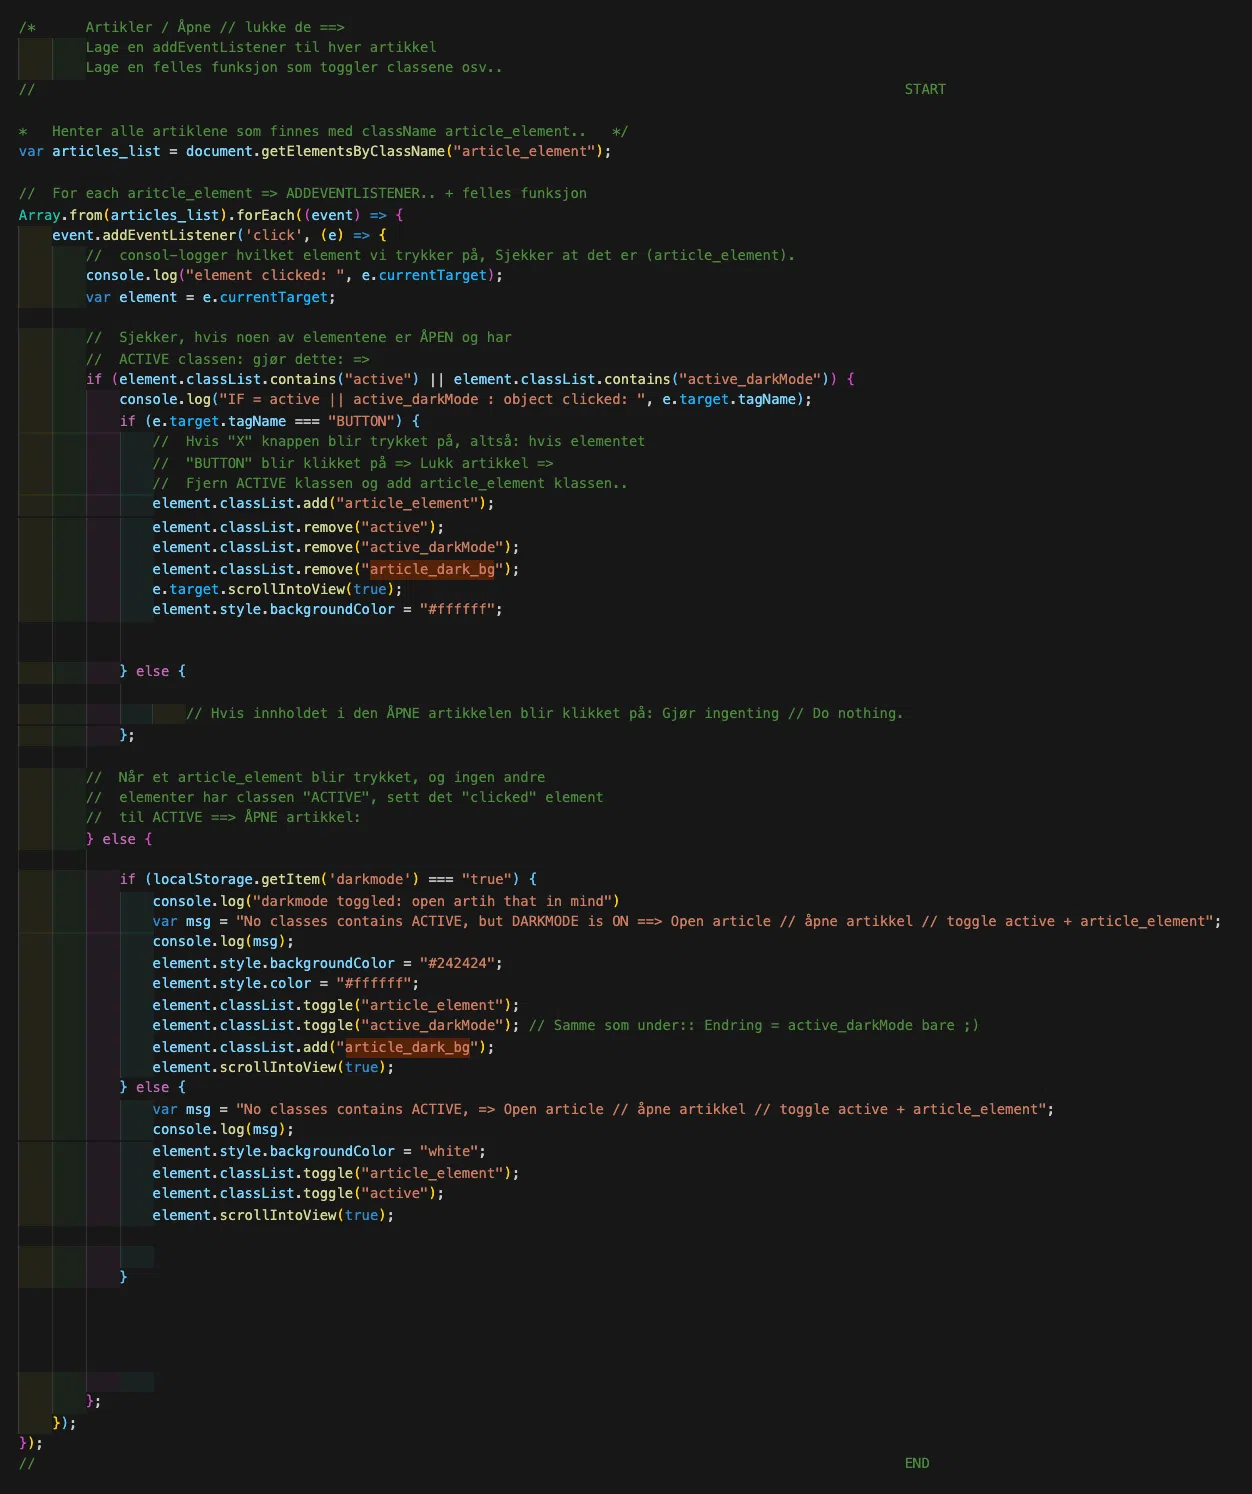 /*      Artikler / Åpne // lukke de ==>
        Lage en addEventListener til hver artikkel
        Lage en felles funksjon som toggler classene osv..
//                                                                                                        START
*   Henter alle artiklene som finnes med className article_element..   */
var articles_list = document.getElementsByClassName("article_element");
//  For each aritcle_element => ADDEVENTLISTENER.. + felles funksjon
Array.from(articles_list).forEach((event) => {
    event.addEventListener('click', (e) => {
        //  consol-logger hvilket element vi trykker på, Sjekker at det er (article_element).
        console.log("element clicked: ", e.currentTarget);
        var element = e.currentTarget;
        //  Sjekker, hvis noen av elementene er ÅPEN og har
        //  ACTIVE classen: gjør dette: =>
        if (element.classList.contains("active") || element.classList.contains("active_darkMode")) {
            console.log("IF = active || active_darkMode : object clicked: ", e.target.tagName);
            if (e.target.tagName === "BUTTON") {
                //  Hvis "X" knappen blir trykket på, altså: hvis elementet
                //  "BUTTON" blir klikket på => Lukk artikkel =>
                //  Fjern ACTIVE klassen og add article_element klassen..
                element.classList.add("article_element");
                element.classList.remove("active");
                element.classList.remove("active_darkMode");
                element.classList.remove("article_dark_bg");
                e.target.scrollIntoView(true);
                element.style.backgroundColor = "#ffffff";
            } else {
                    // Hvis innholdet i den ÅPNE artikkelen blir klikket på: Gjør ingenting // Do nothing.
            };
        //  Når et article_element blir trykket, og ingen andre
        //  elementer har classen "ACTIVE", sett det "clicked" element
        //  til ACTIVE ==> ÅPNE artikkel:
        } else {
            if (localStorage.getItem('darkmode') === "true") {
                console.log("darkmode toggled: open artih that in mind")
                var msg = "No classes contains ACTIVE, but DARKMODE is ON ==> Open article // åpne artikkel // toggle active + article_element";
                console.log(msg);
                element.style.backgroundColor = "#242424";
                element.style.color = "#ffffff";
                element.classList.toggle("article_element");
                element.classList.toggle("active_darkMode"); // Samme som under:: Endring = active_darkMode bare ;)
                element.classList.add("article_dark_bg");
                element.scrollIntoView(true);
            } else {
                var msg = "No classes contains ACTIVE, => Open article // åpne artikkel // toggle active + article_element";
                console.log(msg);
                element.style.backgroundColor = "white";
                element.classList.toggle("article_element");
                element.classList.toggle("active");
                element.scrollIntoView(true);
            }
        };
    });
});
//                                                                                                        END